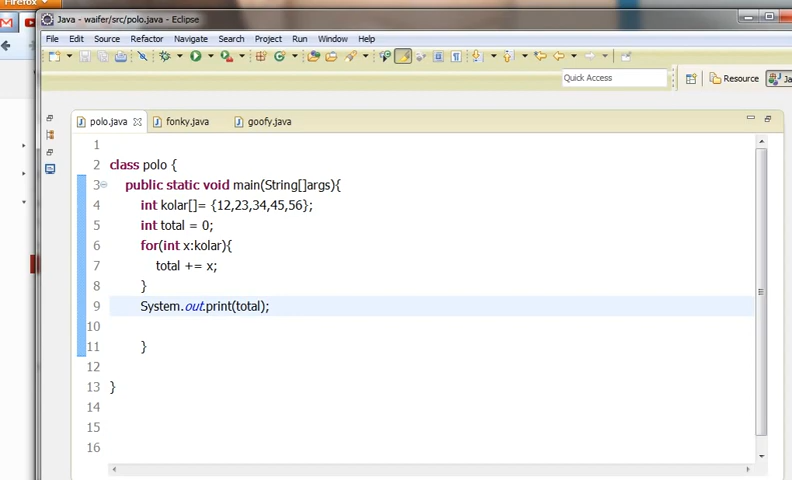 Firefox
Java - waifer/src/polo.java - Eclipse
File Edit Source Refactor Navigate Search Project Run Window Help
Quick Access
Resource
Ja
polo.java
fonky.java
goofy.java
1
2 class polo {
3 public static void main(String[]args){
4 int kolar[]= {12,23,34,45,56};
5 int total = 0;
6 for(int x:kolar){
7 total += x;
8 }
9 System.out.print(total);
10
11 }
12
13 }
14
15
16